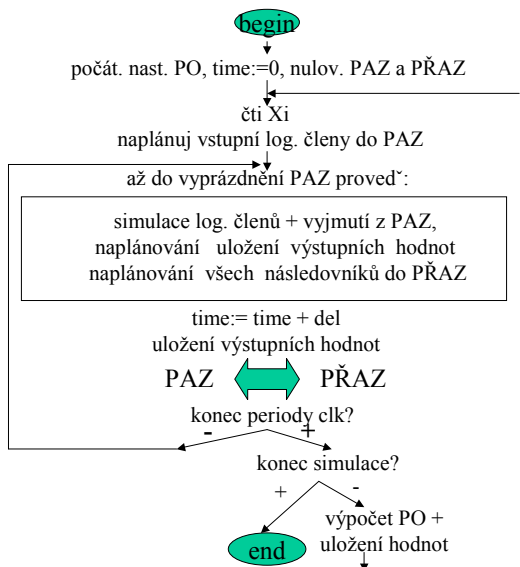 begin
počát. nast. PO, time:=0, nulov. PAZ a PŘAZ
čti Xi
naplánuj vstupní log. členy do PAZ
až do vyprázdnění PAZ proveďˇ:
simulace log. členů + vyjmutí z PAZ,
naplánování uložení výstupních hodnot
naplánování všech následovníků do PŘAZ
time:= time + del
uložení výstupních hodnot
PAZ PŘAZ
konec periody clk?
- +
konec simulace?
+ -
výpočet PO +
end uložení hodnot